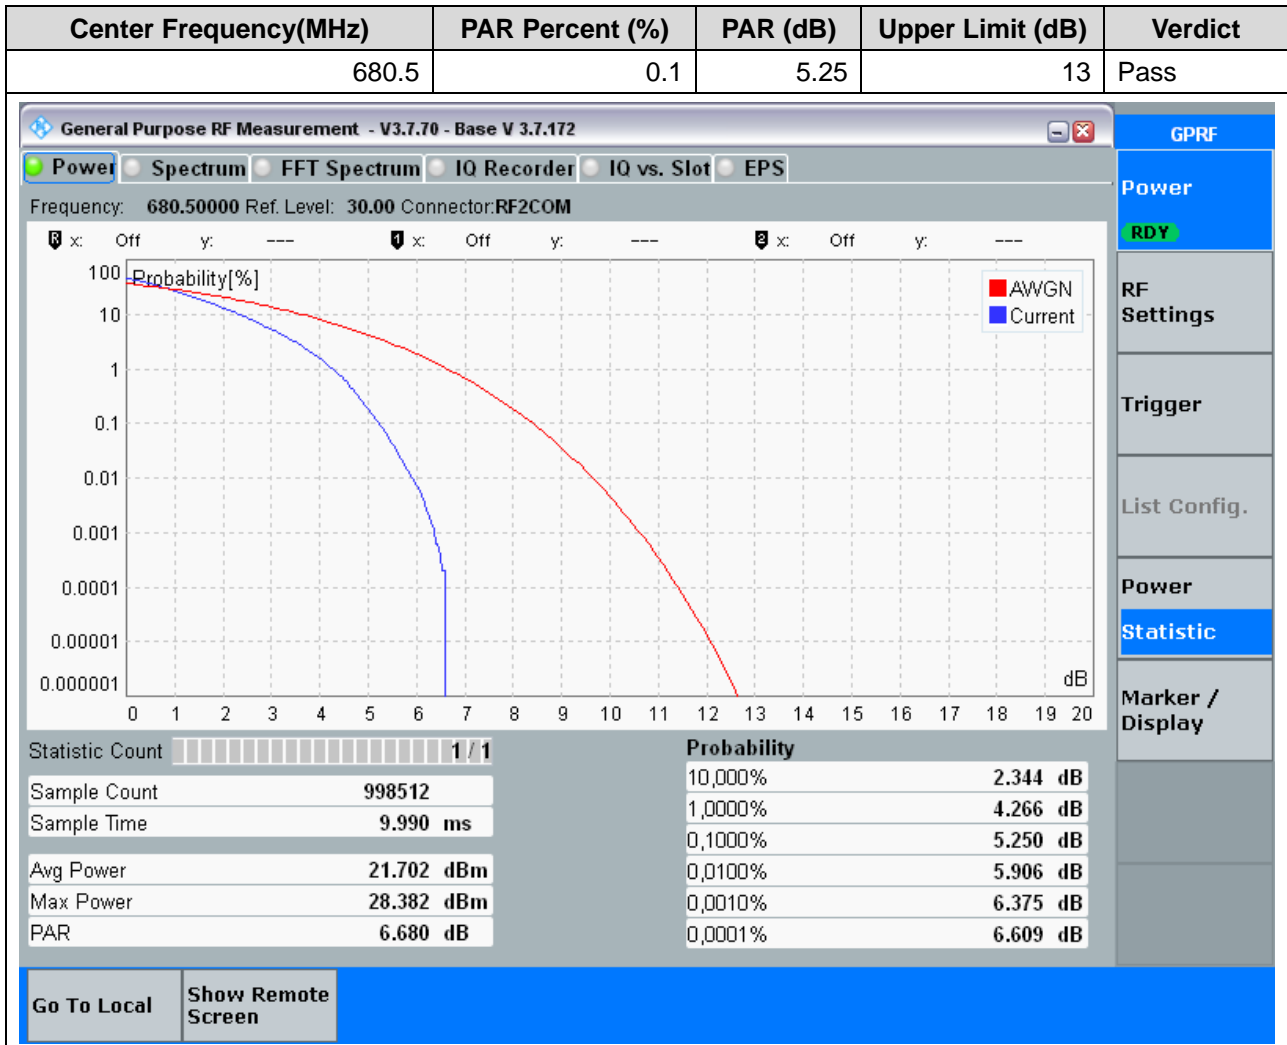 Center Frequency(MHz) PAR Percent (%) PAR (dB) Upper Limit (dB) Verdict
680.5 0.1 5.25 13 Pass
General Purpose RF Measurement - V3.7.70 - Base V 3.7.172
GPRF
Power Spectrum FFT Spectrum IQ Recorder IQ vs. Slot EPS
Power
RDY
Frequency: 680.50000 Ref. Level: 30.00 Connector:RF2COM
R x: Off y: --- 1 x: Off y: --- 2 x: Off y: ---
Probability[%]
AWGN
Current
100
10
1
0.1
0.01
0.001
0.0001
0.00001
0.000001
dB
0 1 2 3 4 5 6 7 8 9 10 11 12 13 14 15 16 17 18 19 20
RF
Settings
Trigger
List Config.
Power
Statistic
Marker /
Display
Statistic Count 1 / 1
Sample Count 998512
Sample Time 9.990 ms
Avg Power 21.702 dBm
Max Power 28.382 dBm
PAR 6.680 dB
Probability
10,000% 2.344 dB
1,0000% 4.266 dB
0,1000% 5.250 dB
0,0100% 5.906 dB
0,0010% 6.375 dB
0,0001% 6.609 dB
Go To Local
Show Remote
Screen